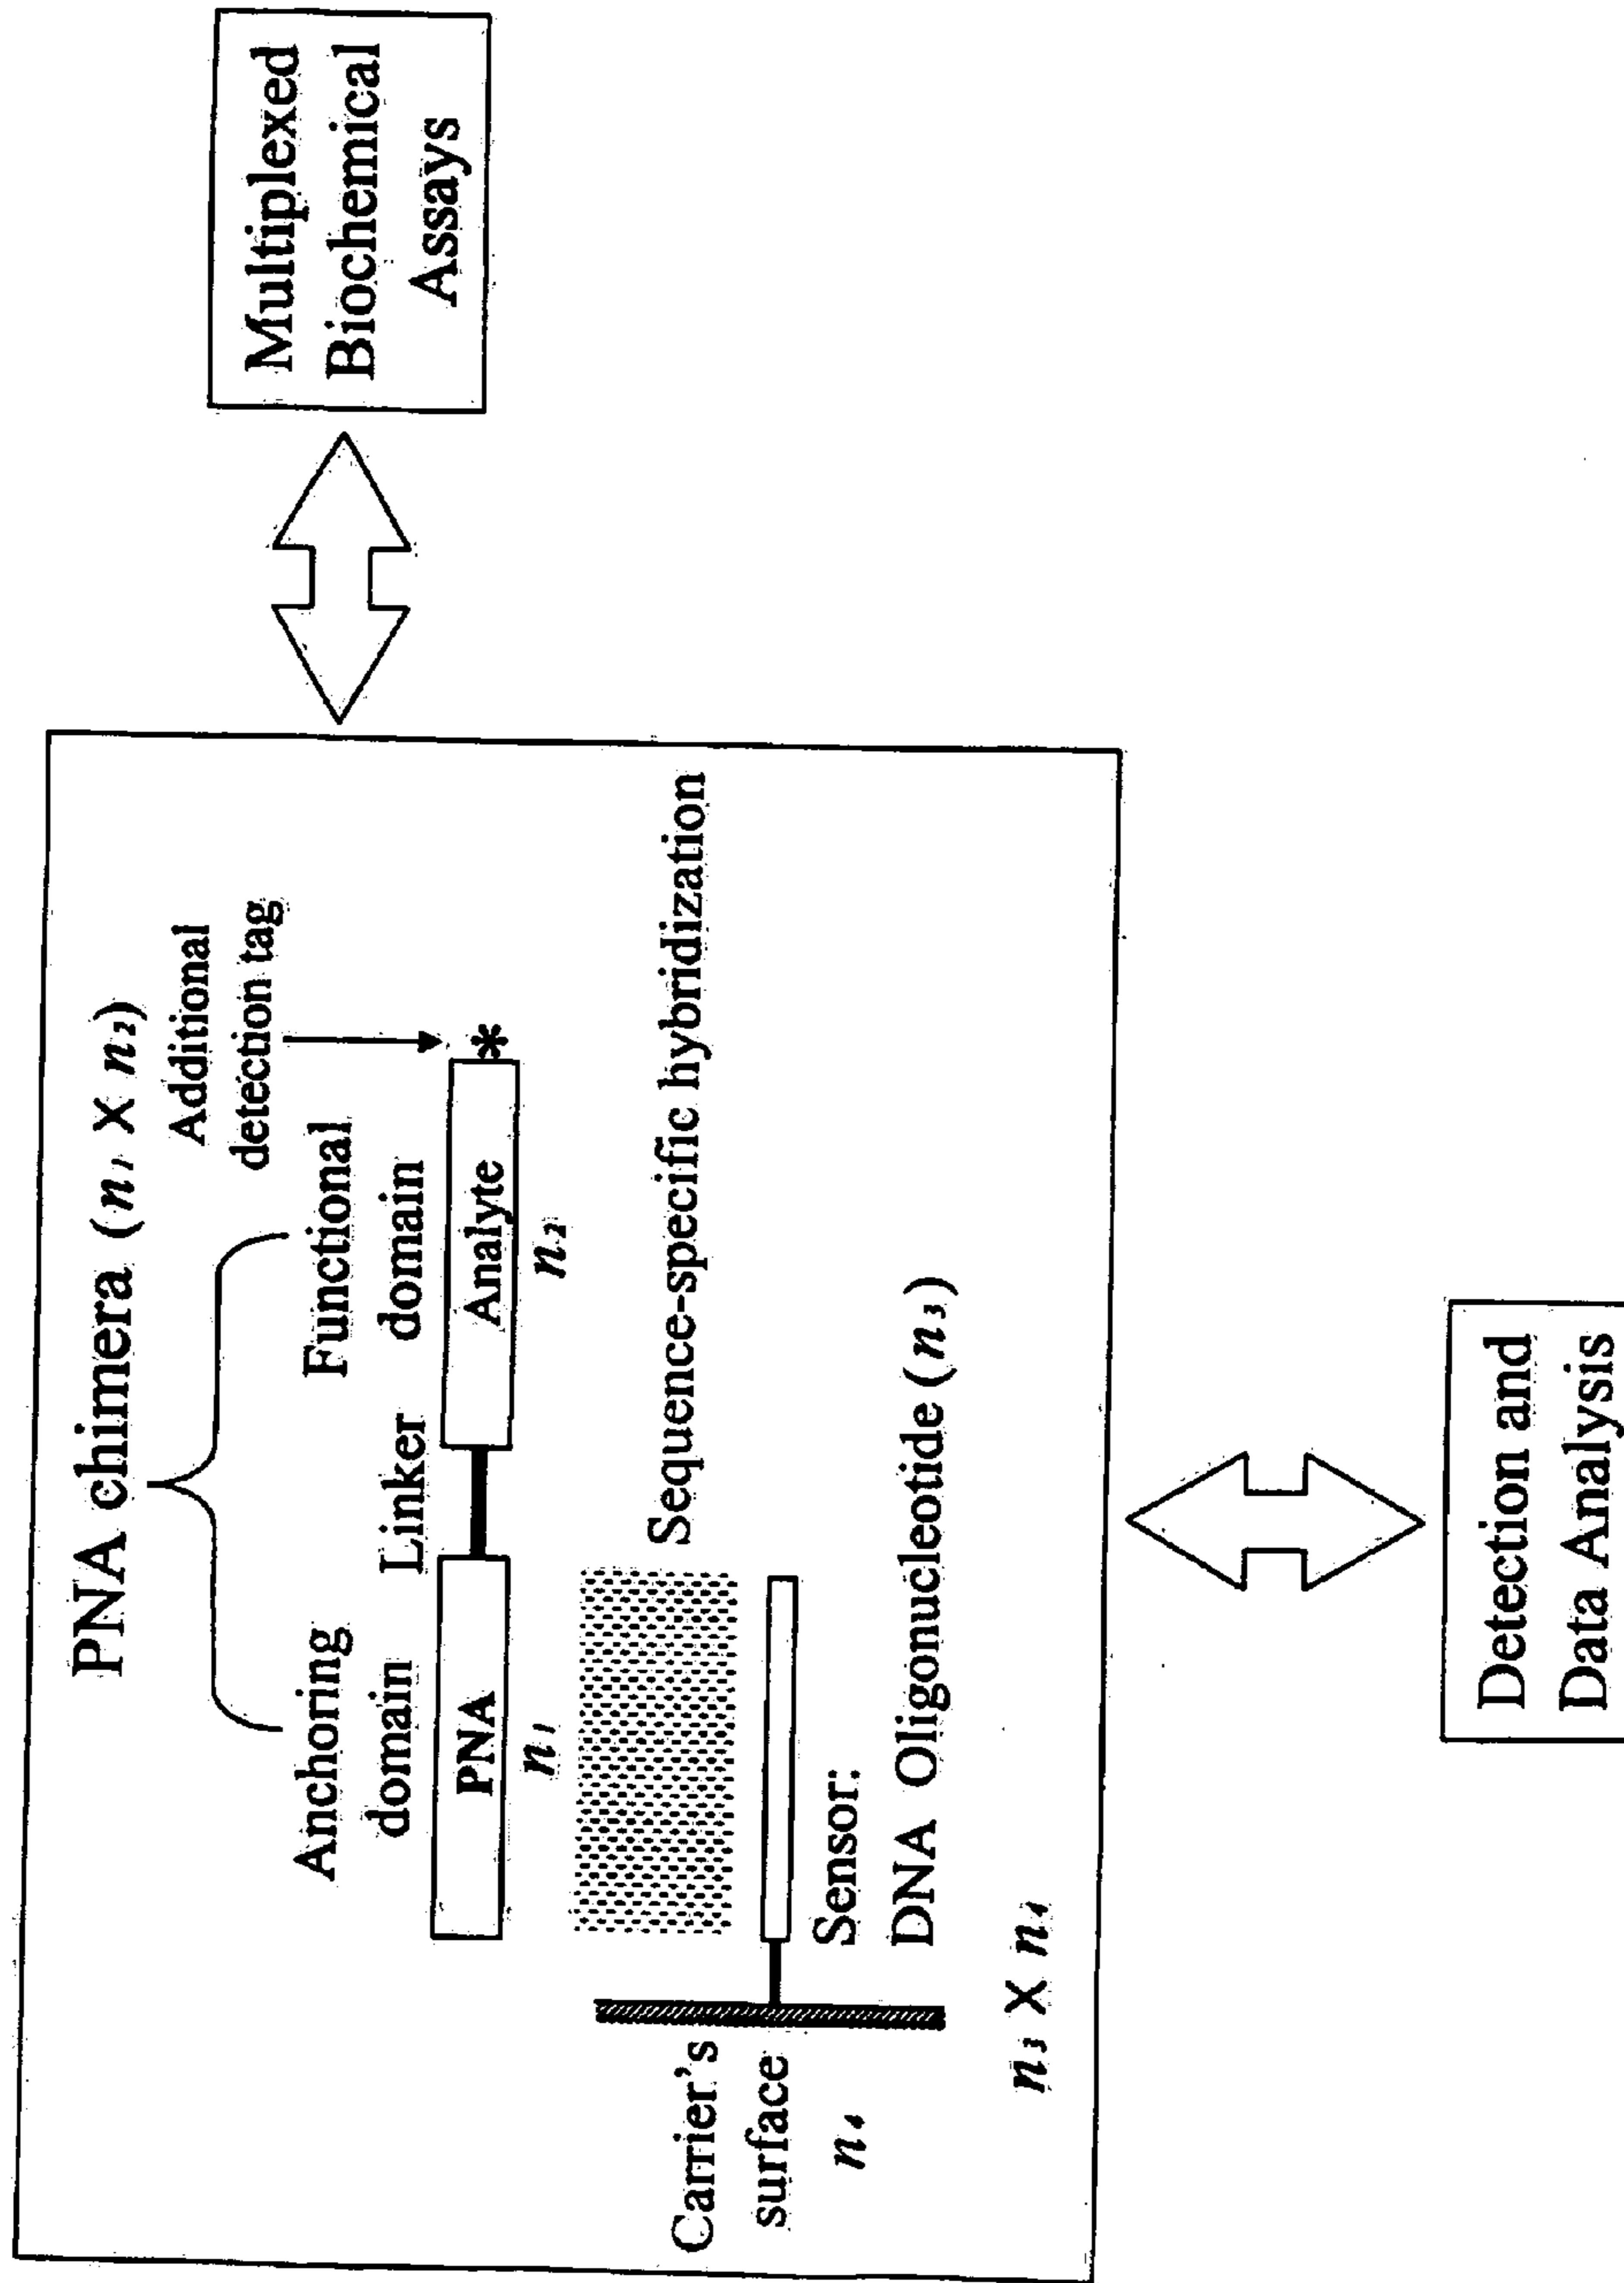 PNA chimera (n₁ X n₂)
Additional
detection tag
Anchoring
domain
Linker
Functional
domain
PNA
Analyte
*
n₁
n₂
Sequence-specific hybridization
Carrier's
surface
n₄
Sensor:
DNA Oligonucleotide (n₃)
n₃ X n₄
Multiplexed
Biochemical
Assays
Detection and
Data Analysis